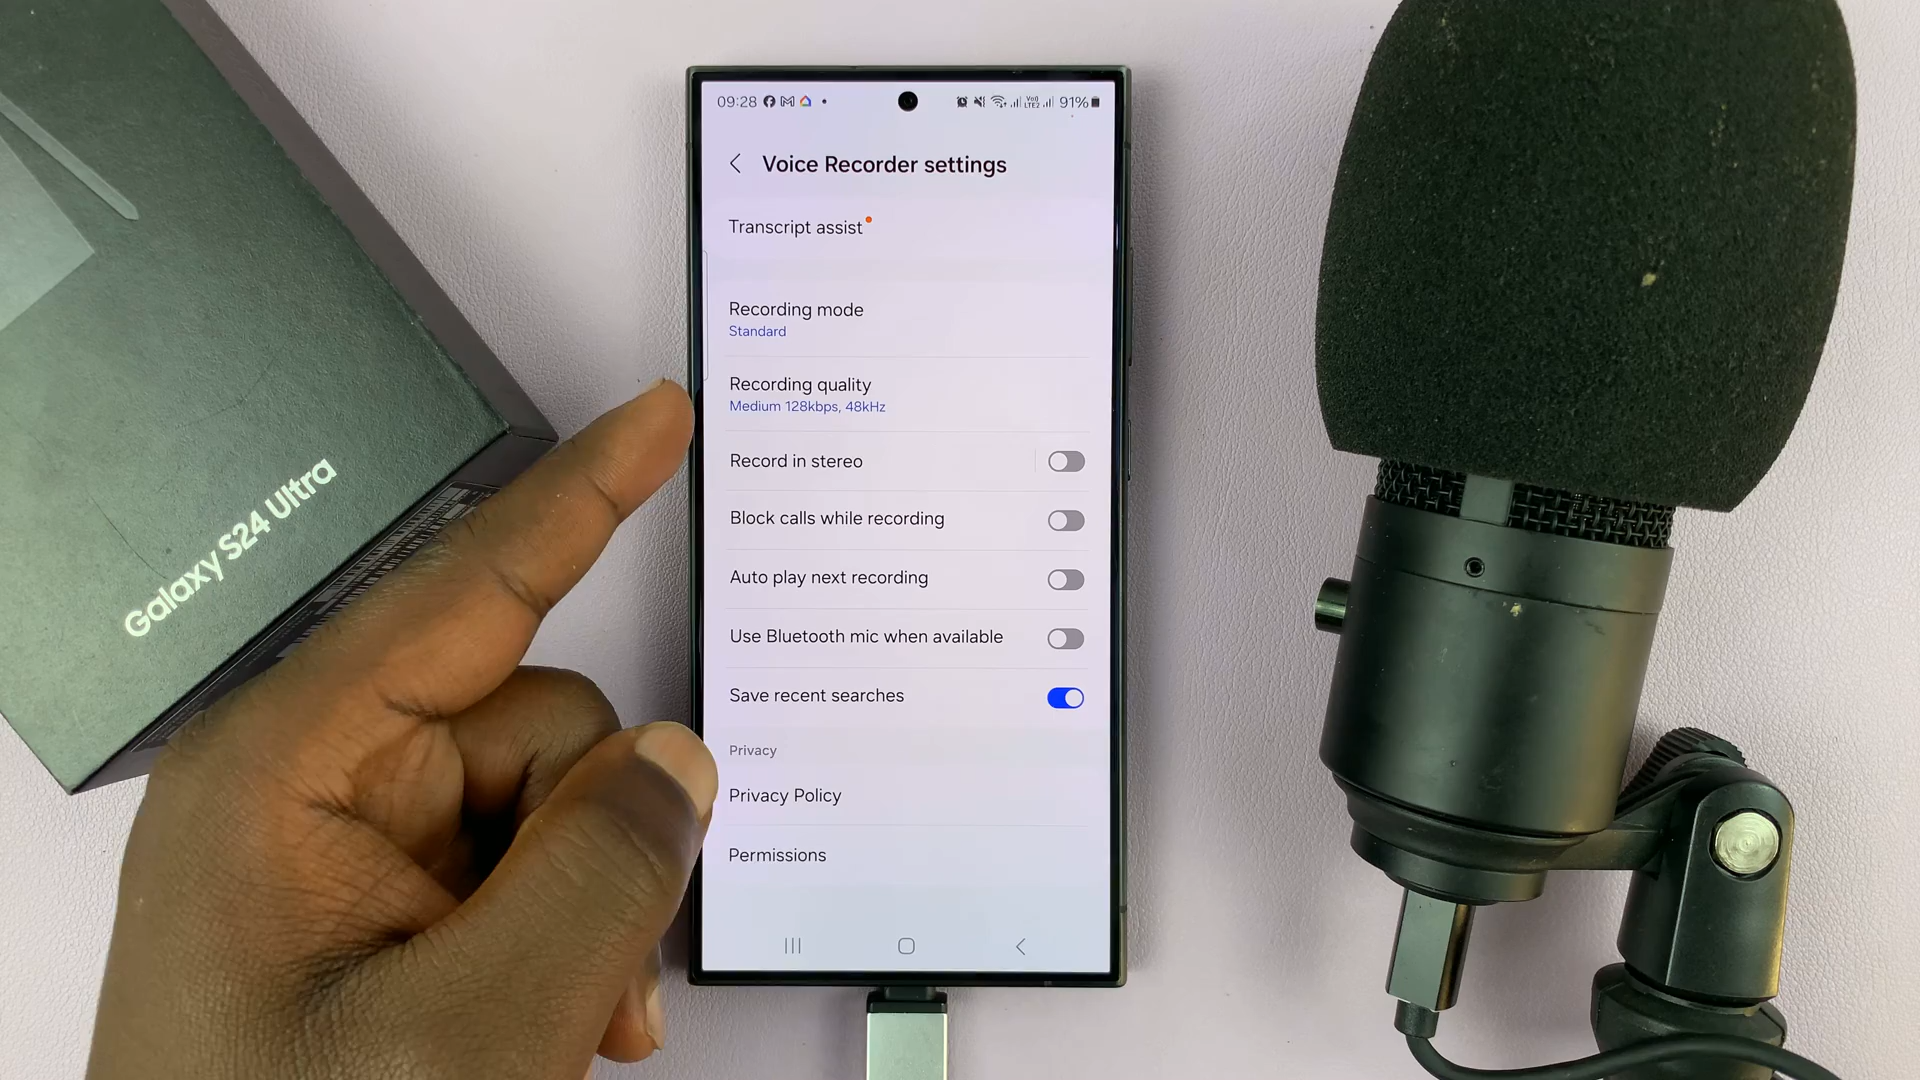 09:28
91%
Voice Recorder settings
Transcript assist
Recording mode
Standard
Recording quality
Medium 128kbps, 48kHz
Record in stereo
Block calls while recording
Auto play next recording
Use Bluetooth mic when available
Save recent searches
Privacy
Privacy Policy
Permissions
Galaxy S24 Ultra